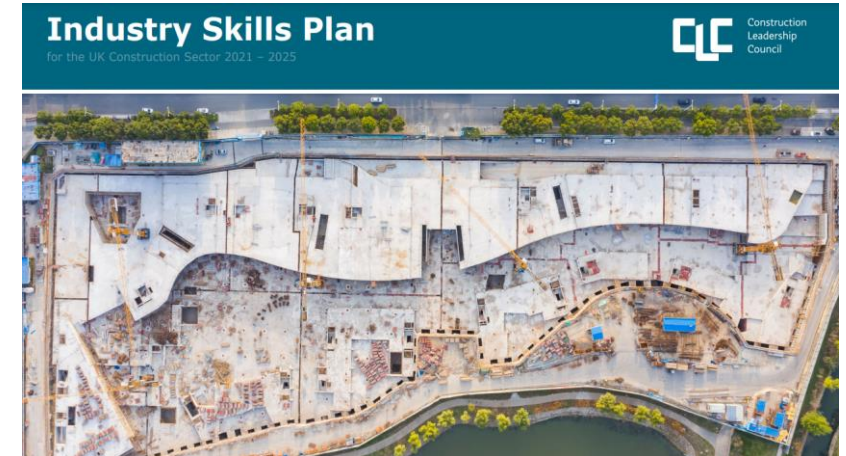 Industry Skills Plan
for the UK Construction Sector 2021 – 2025
CLC
Construction
Leadership
Council